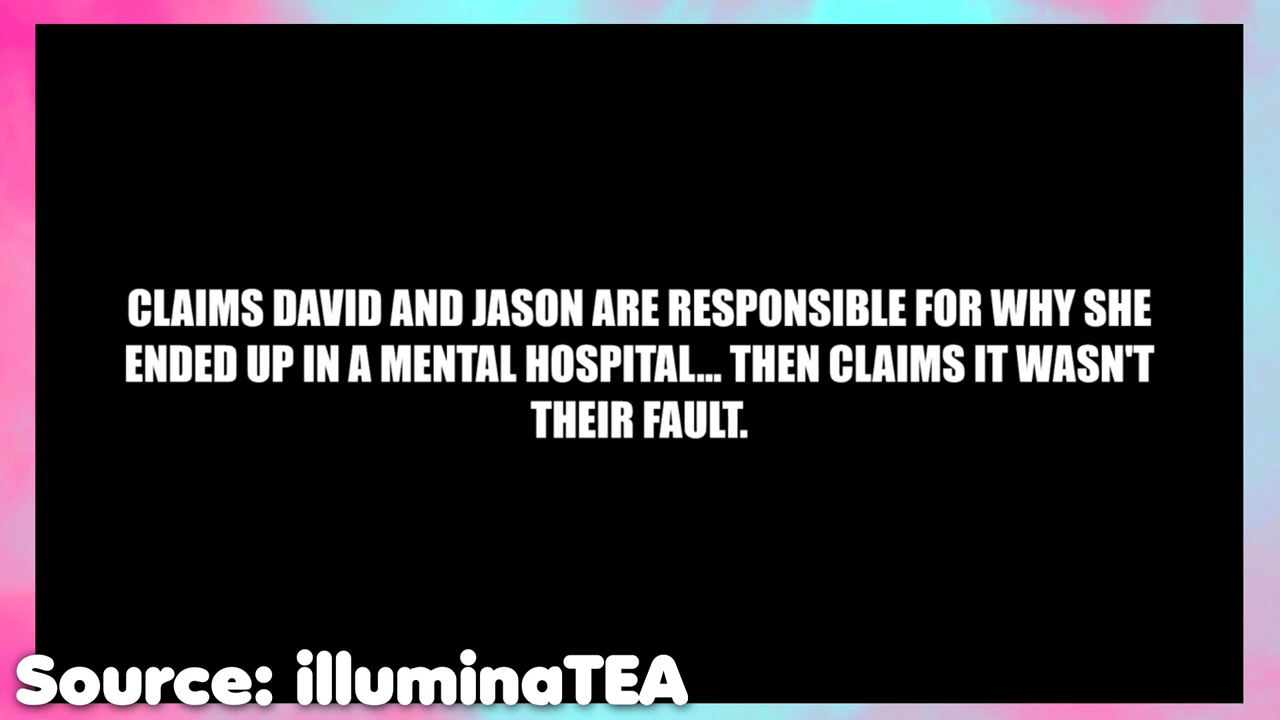 CLAIMS DAVID AND JASON ARE RESPONSIBLE FOR WHY SHE
ENDED UP IN A MENTAL HOSPITAL... THEN CLAIMS IT WASN'T
THEIR FAULT.
Source: illuminaTEA